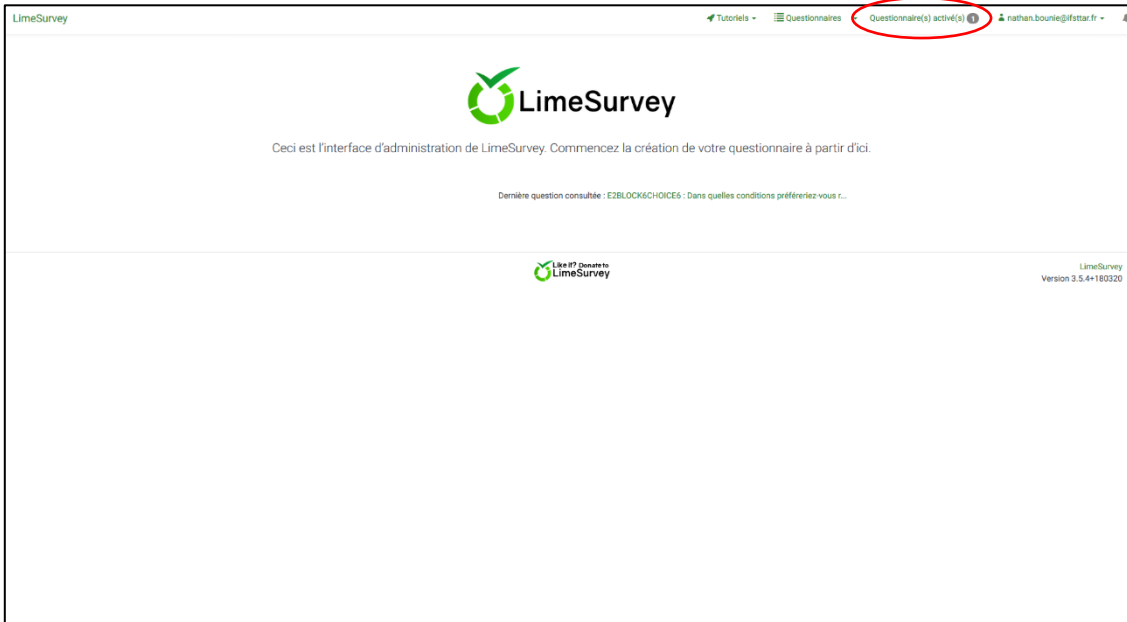 LimeSurvey
Tutoriels
Questionnaires
Questionnaire(s) activé(s) 1
nathan.bounie@ifsttar.fr
LimeSurvey
Ceci est l'interface d'administration de LimeSurvey. Commencez la création de votre questionnaire à partir d'ici.
Dernière question consultée : E2BLOCK6CHOICE6 : Dans quelles conditions préféreriez-vous r...
Like it? Donate to
LimeSurvey
LimeSurvey
Version 3.5.4+180320